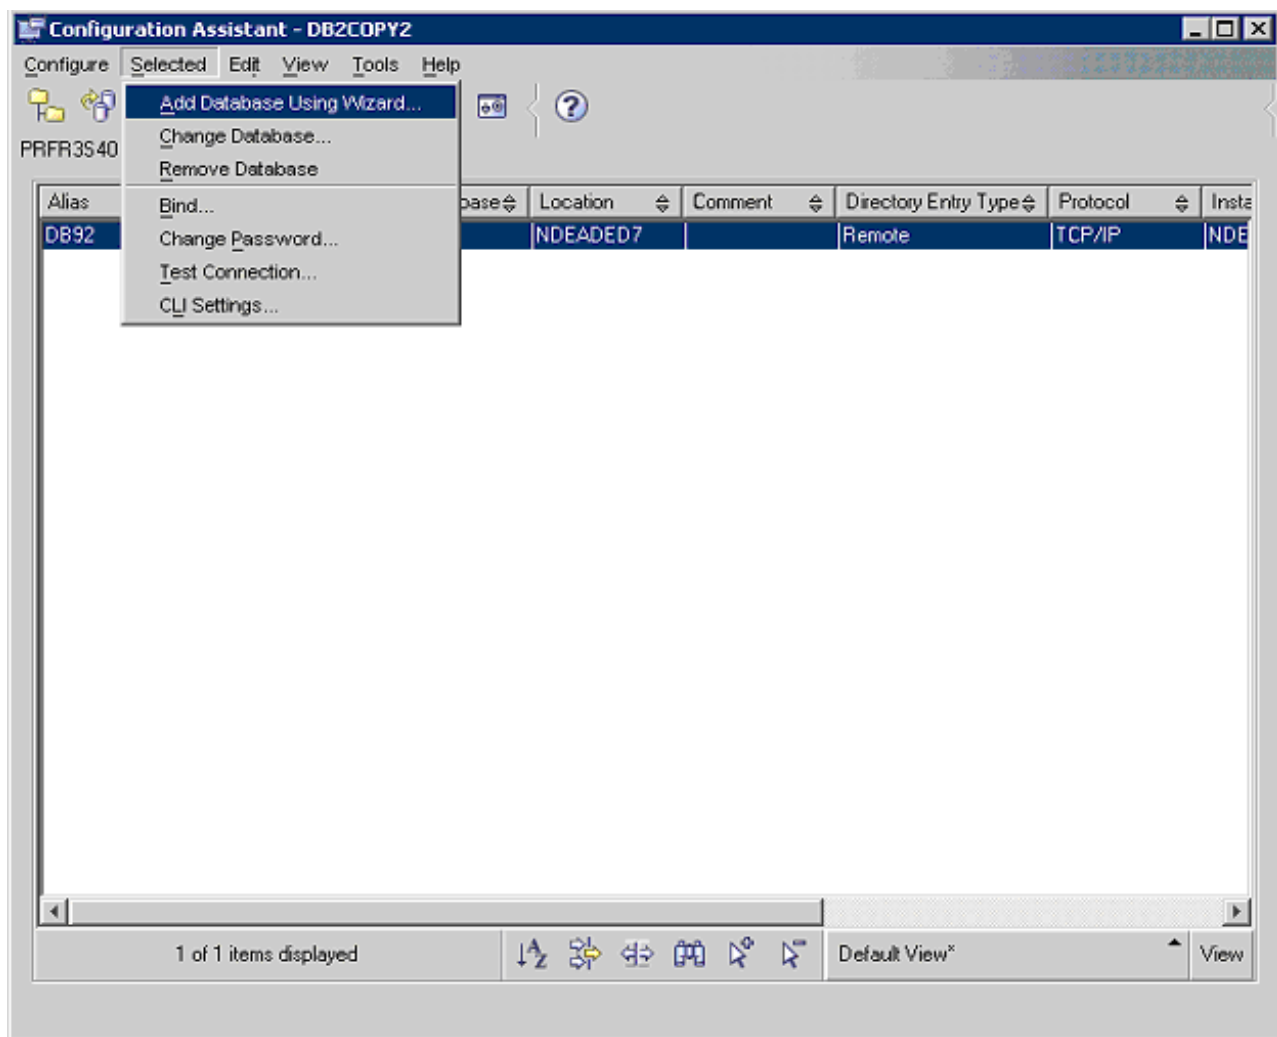 Configuration Assistant - DB2COPY2
Configure Selected Edit View Tools Help
PRFR3S40
Add Database Using Wizard...
Change Database...
Remove Database
Bind...
Change Password...
Test Connection...
CLI Settings...
Alias base Location Comment Directory Entry Type Protocol Insta
DB92 NDEADED7 Remote TCP/IP NDE
1 of 1 items displayed Default View* View